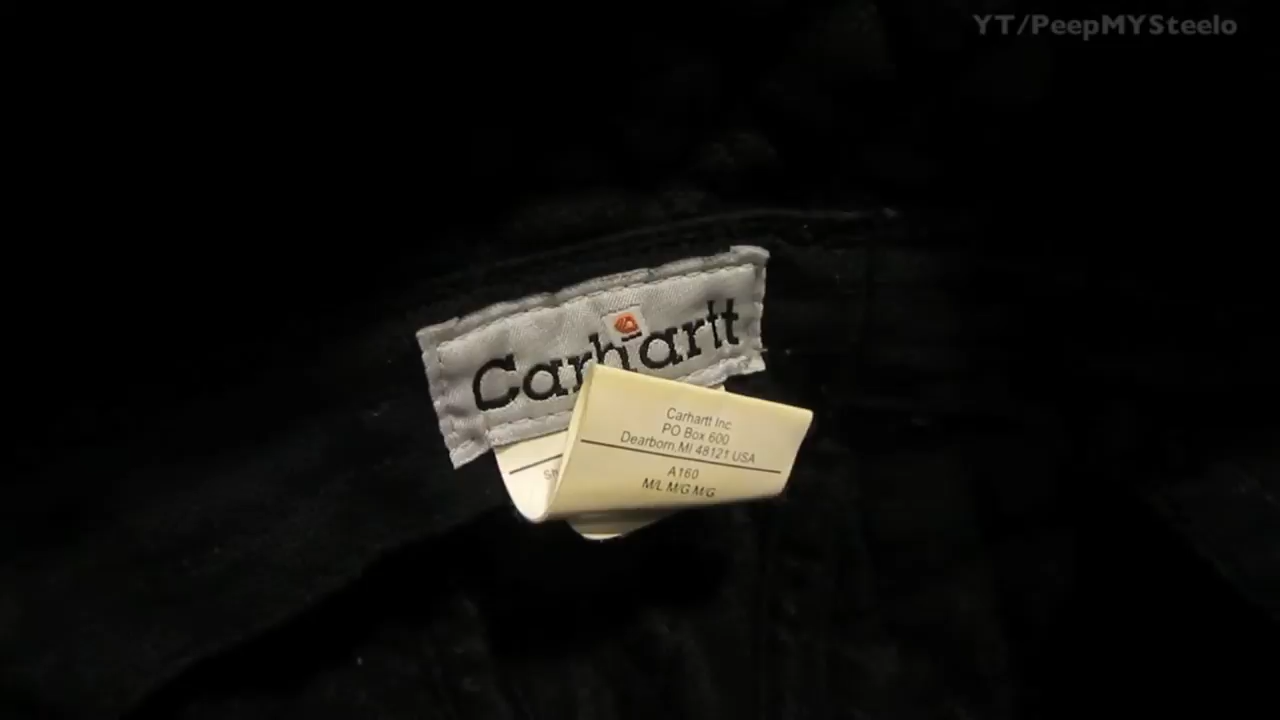 YT/PeepMYSteelo
Carhartt
Carhartt Inc
PO Box 600
Dearborn.MI 48121 USA
A160
M/L M/G M/G